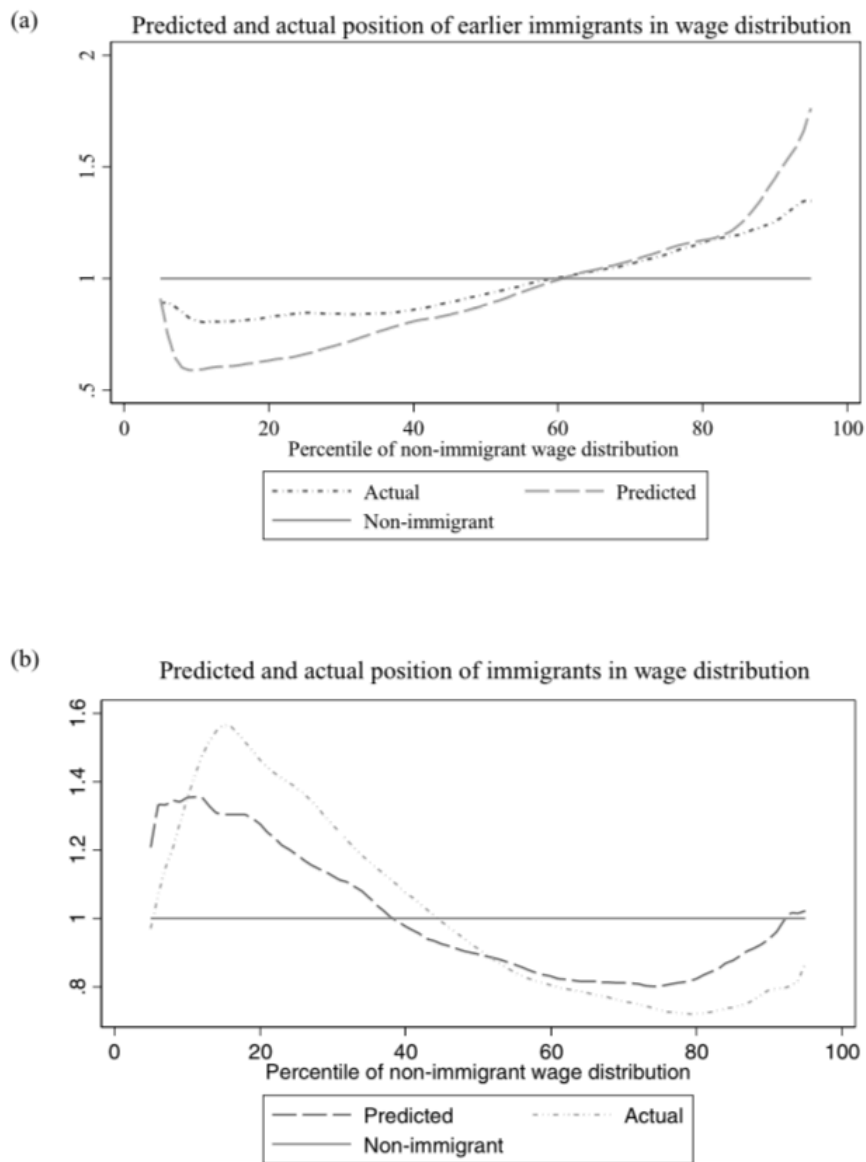 (a)
Predicted and actual position of earlier immigrants in wage distribution
2
1.5
1
.5
0 20 40 60 80 100
Percentile of non-immigrant wage distribution
Actual Predicted
Non-immigrant
(b)
Predicted and actual position of immigrants in wage distribution
1.6
1.4
1.2
1
.8
0 20 40 60 80 100
Percentile of non-immigrant wage distribution
Predicted Actual
Non-immigrant